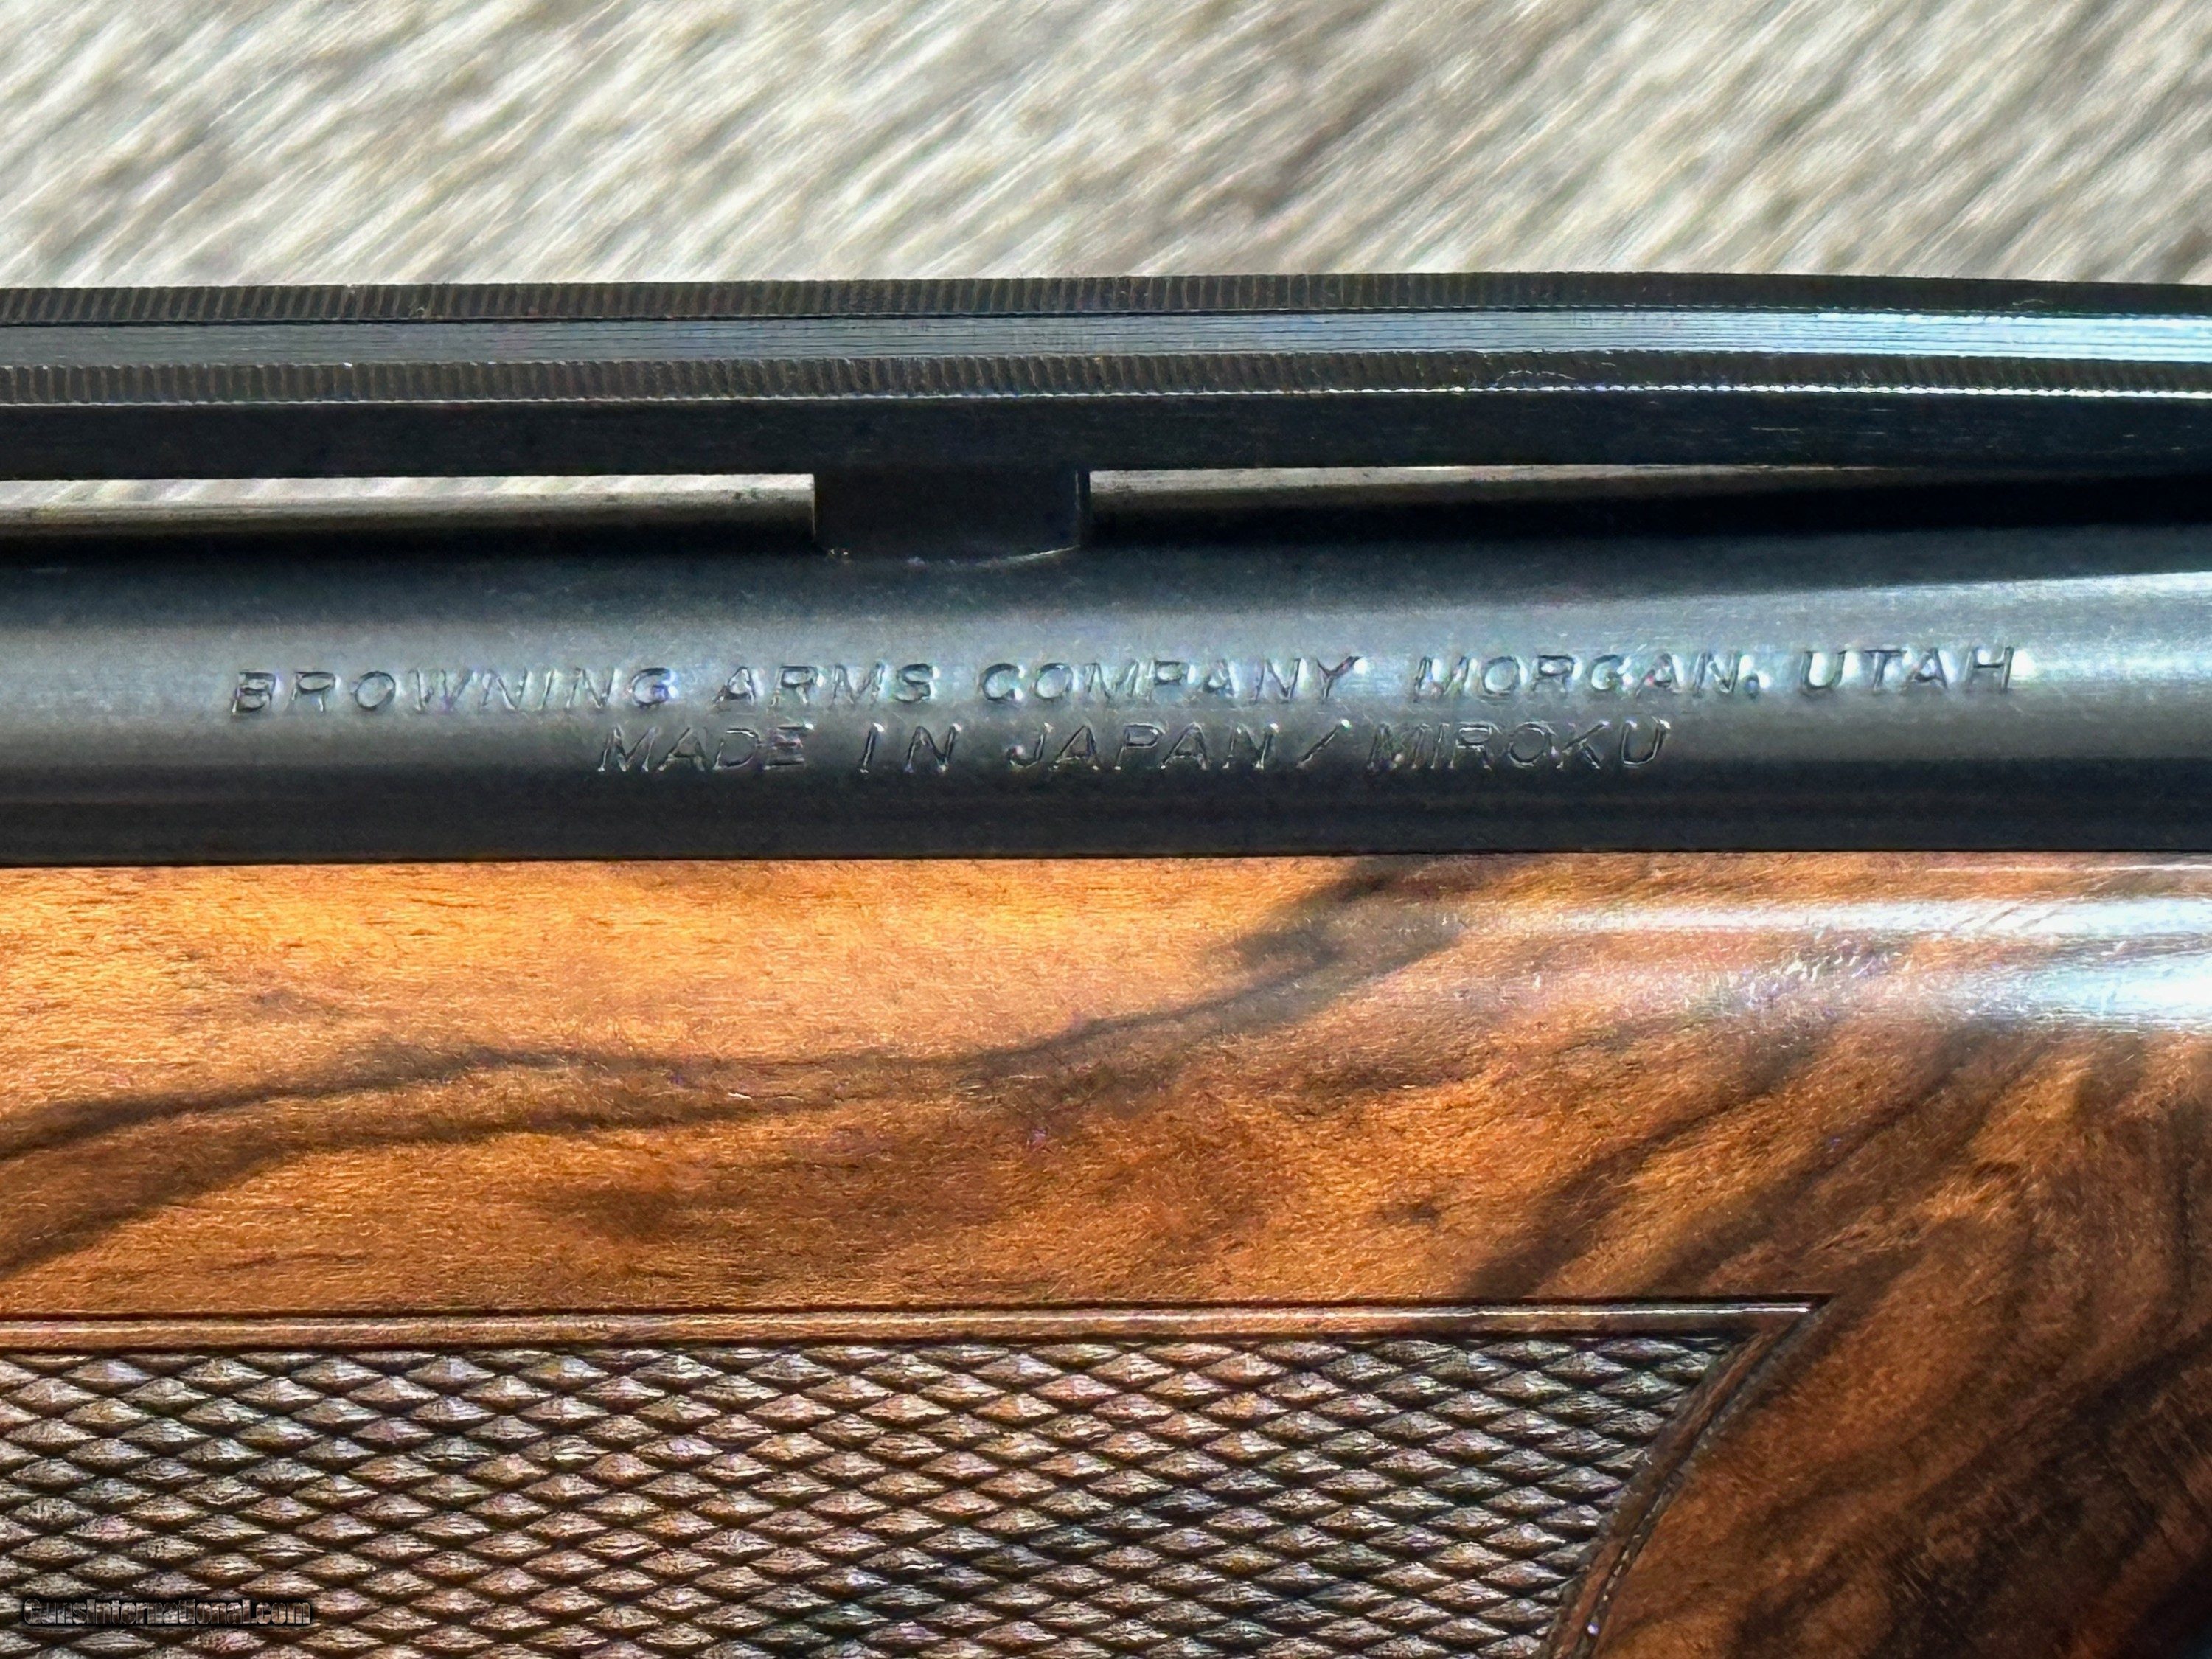 BROWNING ARMS COMPANY MORGAN, UTAH
MADE IN JAPAN / MIROKU
GunsInternational.com